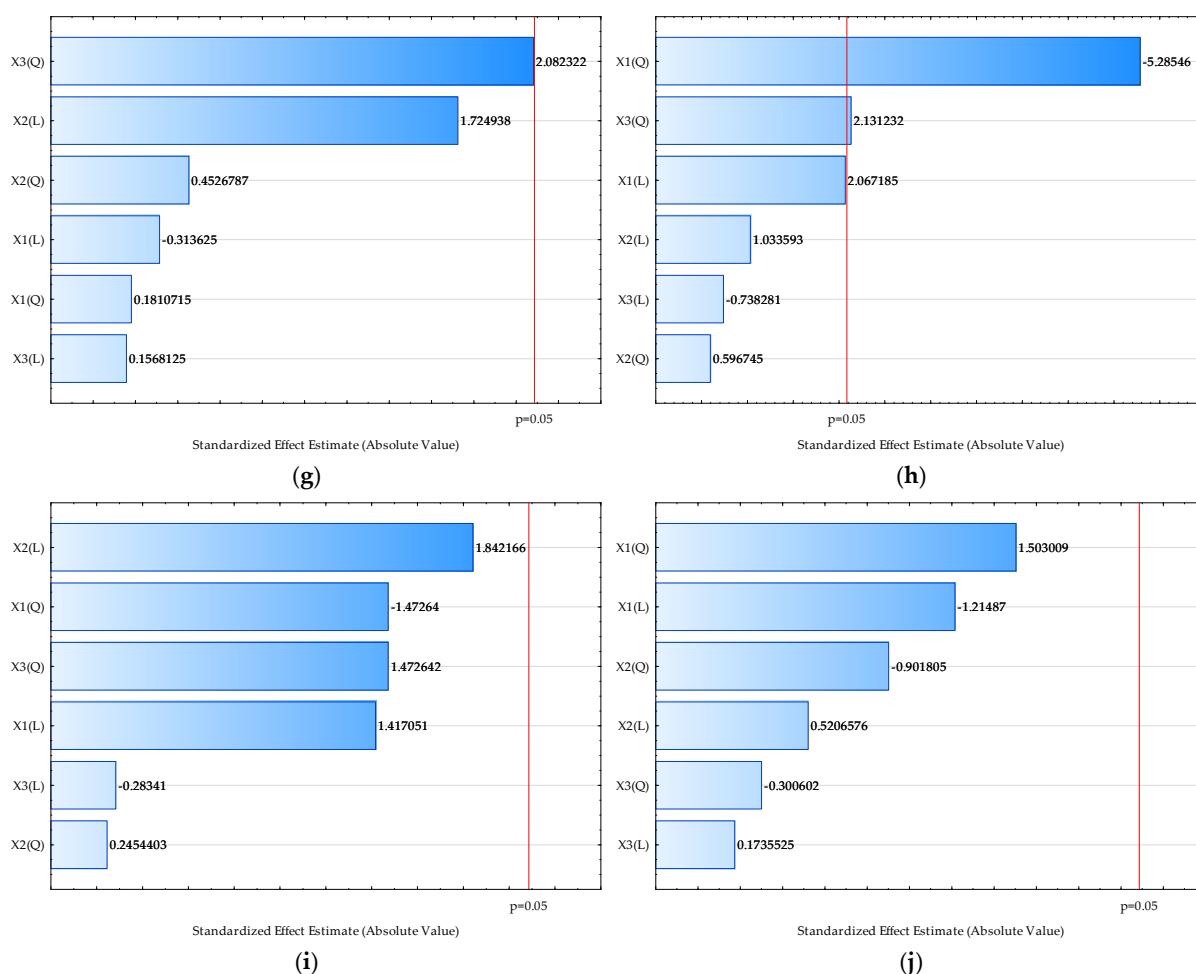 X3(Q)
2.082322
X2(L)
1.724938
X2(Q)
0.4526787
X1(L)
-0.313625
X1(Q)
0.1810715
X3(L)
0.1568125
p=0.05
Standardized Effect Estimate (Absolute Value)
(g)
X1(Q)
-5.28546
X3(Q)
2.131232
X1(L)
2.067185
X2(L)
1.033593
X3(L)
-0.738281
X2(Q)
0.596745
p=0.05
Standardized Effect Estimate (Absolute Value)
(h)
X2(L)
1.842166
X1(Q)
-1.47264
X3(Q)
1.472642
X1(L)
1.417051
X3(L)
-0.28341
X2(Q)
0.2454403
p=0.05
Standardized Effect Estimate (Absolute Value)
(i)
X1(Q)
1.503009
X1(L)
-1.21487
X2(Q)
-0.901805
X2(L)
0.5206576
X3(Q)
-0.300602
X3(L)
0.1735525
p=0.05
Standardized Effect Estimate (Absolute Value)
(j)